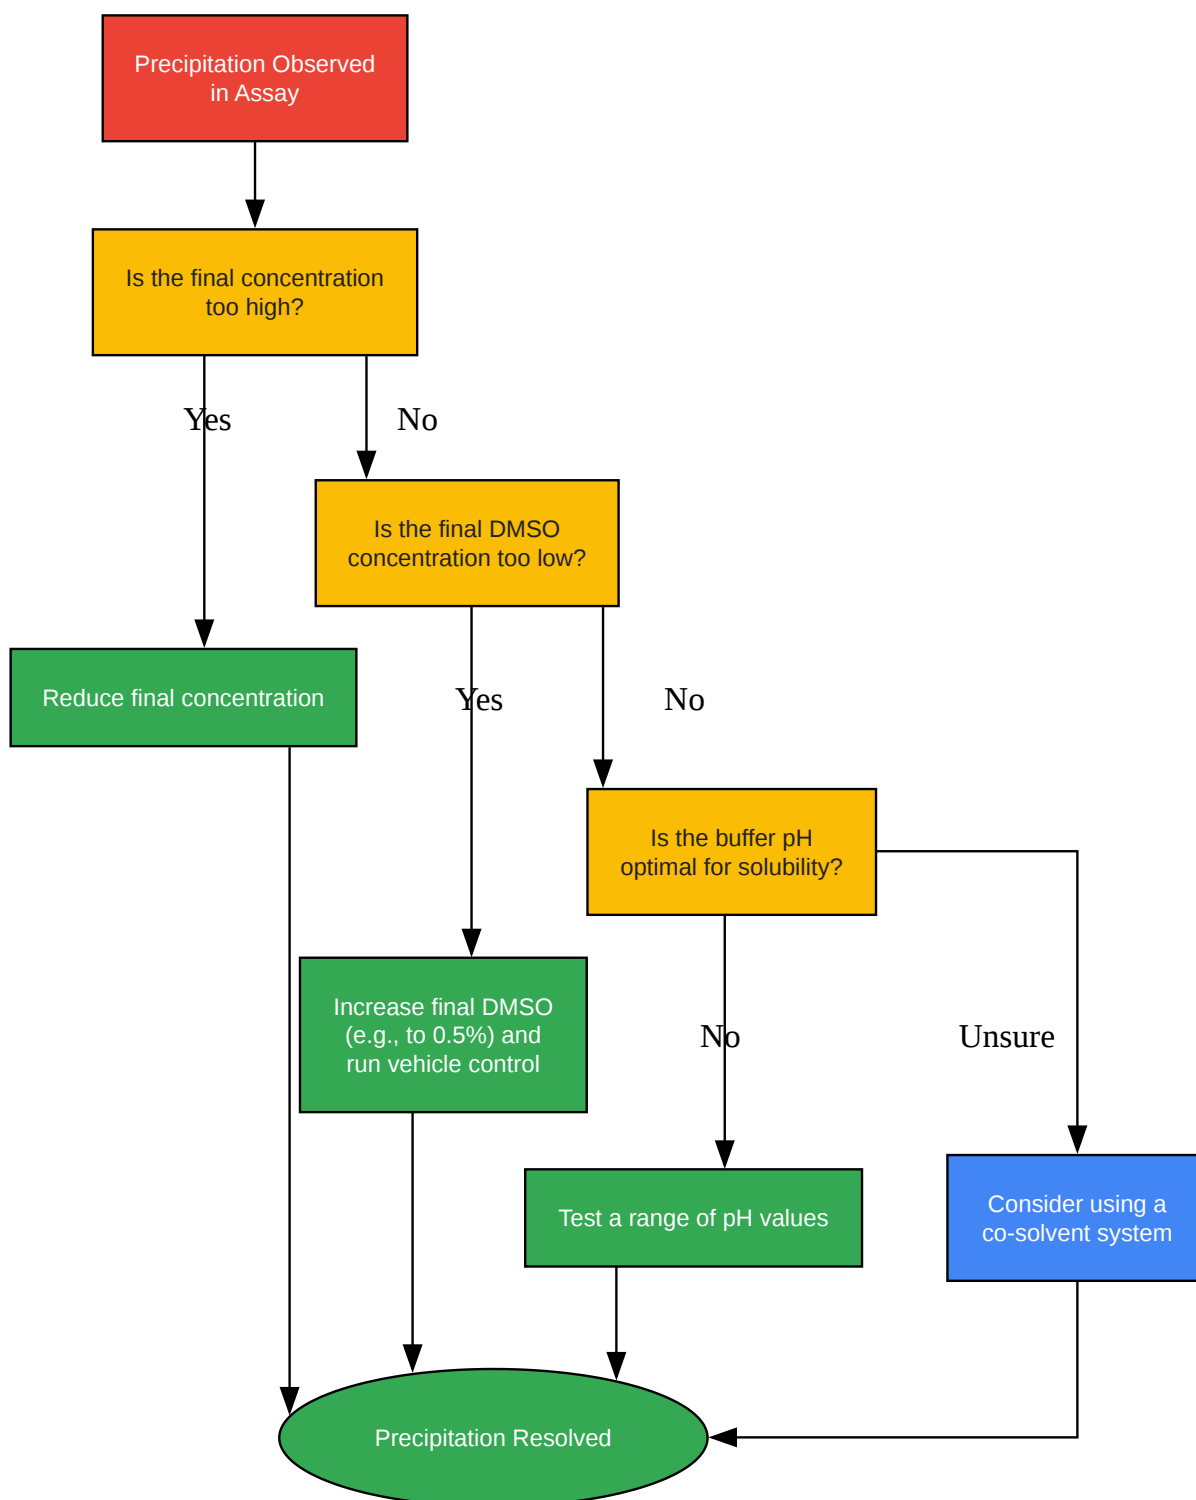 Precipitation Observed
in Assay
Is the final concentration
too high?
Yes
No
Is the final DMSO
concentration too low?
Reduce final concentration
Yes
No
Is the buffer pH
optimal for solubility?
Increase final DMSO
(e.g., to 0.5%) and
run vehicle control
No
Unsure
Test a range of pH values
Consider using a
co-solvent system
Precipitation Resolved